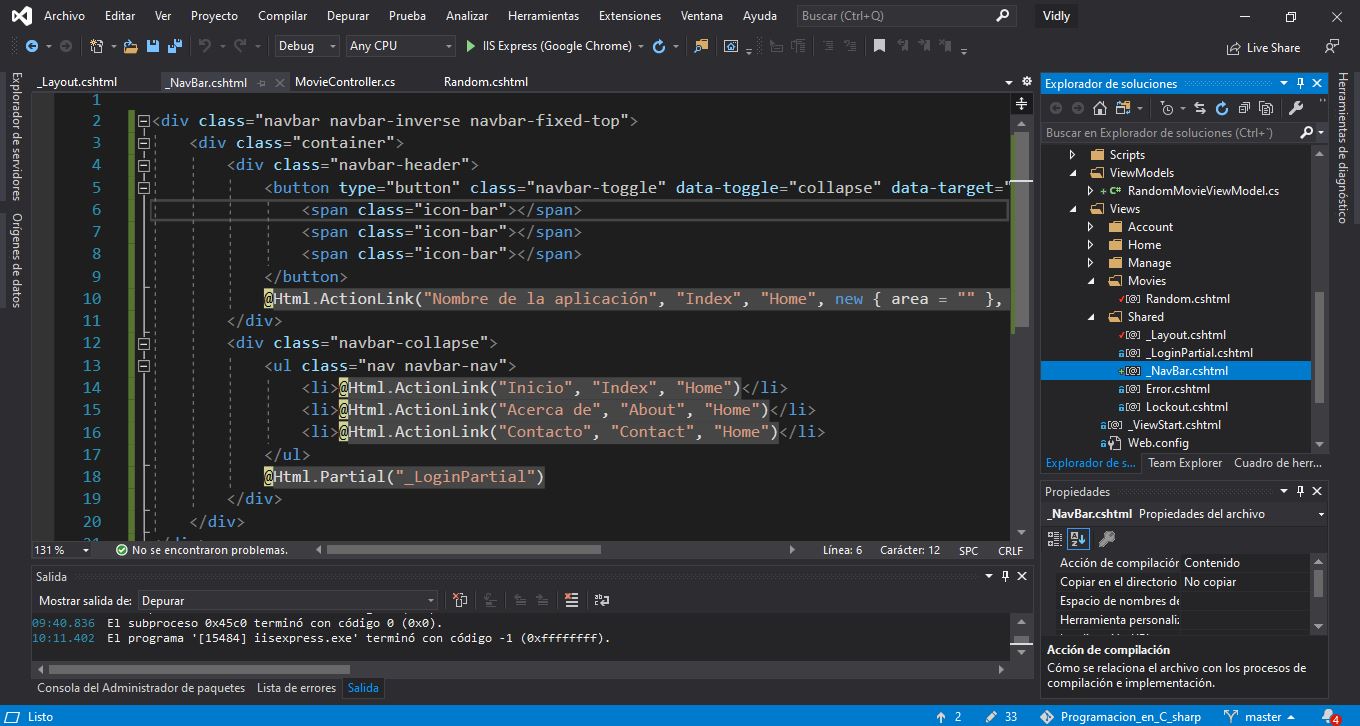 Archivo Editar Ver Proyecto Compilar Depurar Prueba Analizar Herramientas Extensiones Ventana Ayuda Buscar (Ctrl+Q) Vidly
Debug Any CPU IIS Express (Google Chrome) Live Share
Explorador de servidores
Orígenes de datos
_Layout.cshtml _NavBar.cshtml MovieController.cs Random.cshtml
1
2 <div class="navbar navbar-inverse navbar-fixed-top">
3 <div class="container">
4 <div class="navbar-header">
5 <button type="button" class="navbar-toggle" data-toggle="collapse" data-target="
6 <span class="icon-bar"></span>
7 <span class="icon-bar"></span>
8 <span class="icon-bar"></span>
9 </button>
10 @Html.ActionLink("Nombre de la aplicación", "Index", "Home", new { area = "" },
11 </div>
12 <div class="navbar-collapse">
13 <ul class="nav navbar-nav">
14 <li>@Html.ActionLink("Inicio", "Index", "Home")</li>
15 <li>@Html.ActionLink("Acerca de", "About", "Home")</li>
16 <li>@Html.ActionLink("Contacto", "Contact", "Home")</li>
17 </ul>
18 @Html.Partial("_LoginPartial")
19 </div>
20 </div>
131 % No se encontraron problemas. Línea: 6 Carácter: 12 SPC CRLF
Salida
Mostrar salida de: Depurar
09:40.836 El subproceso 0x45c0 terminó con código 0 (0x0).
10:11.402 El programa '[15484] iisexpress.exe' terminó con código -1 (0xffffffff).
Consola del Administrador de paquetes Lista de errores Salida
Explorador de soluciones
Buscar en Explorador de soluciones (Ctrl+´)
Scripts
ViewModels
+ C# RandomMovieViewModel.cs
Views
Account
Home
Manage
Movies
[@] Random.cshtml
Shared
[@] _Layout.cshtml
[@] _LoginPartial.cshtml
+[@] _NavBar.cshtml
[@] Error.cshtml
[@] Lockout.cshtml
[@] _ViewStart.cshtml
Web.config
Explorador de s... Team Explorer Cuadro de herr...
Propiedades
_NavBar.cshtml Propiedades del archivo
Acción de compilación Contenido
Copiar en el directorio No copiar
Espacio de nombres de
Herramienta personaliz
Acción de compilación
Cómo se relaciona el archivo con los procesos de
compilación e implementación.
Herramientas de diagnóstico
Listo 2 33 Programacion_en_C_sharp master 4